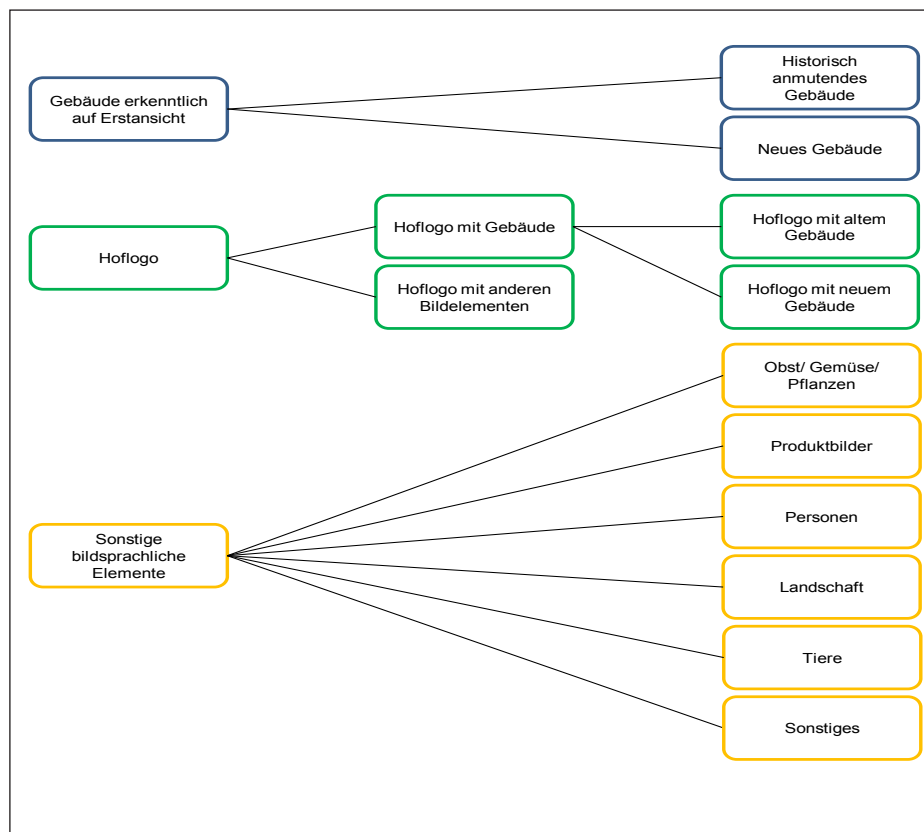 Gebäude erkenntlich
auf Erstansicht
Historisch
anmutendes
Gebäude
Neues Gebäude
Hoflogo
Hoflogo mit Gebäude
Hoflogo mit anderen
Bildelementen
Hoflogo mit altem
Gebäude
Hoflogo mit neuem
Gebäude
Sonstige
bildsprachliche
Elemente
Obst/ Gemüse/
Pflanzen
Produktbilder
Personen
Landschaft
Tiere
Sonstiges